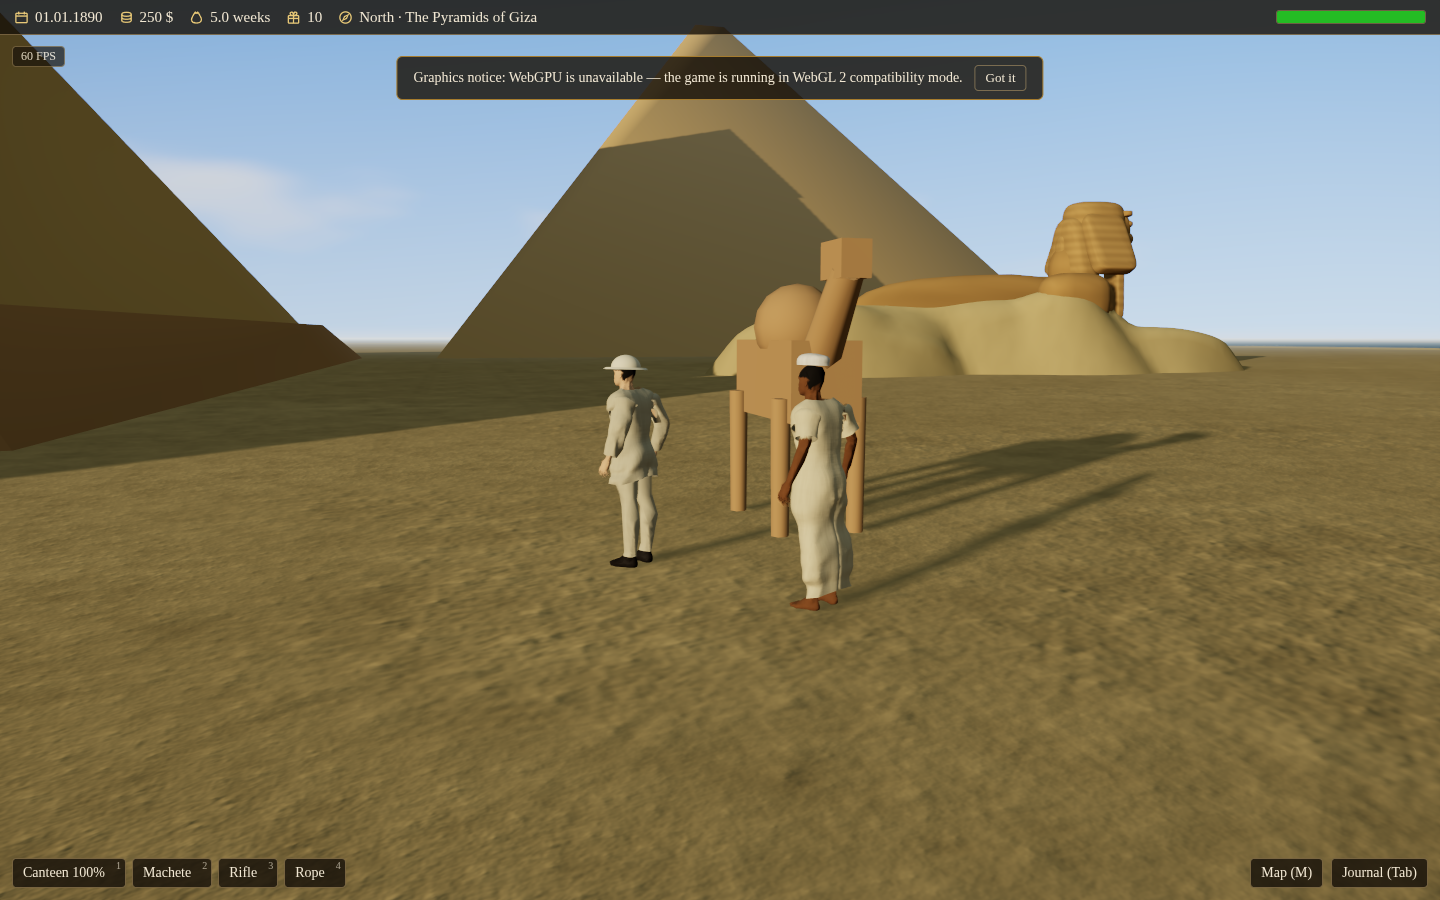 01.01.1890 250 $ 5.0 weeks 10 North · The Pyramids of Giza
60 FPS
Graphics notice: WebGPU is unavailable — the game is running in WebGL 2 compatibility mode. Got it
Canteen 100% 1 Machete 2 Rifle 3 Rope 4 Map (M) Journal (Tab)